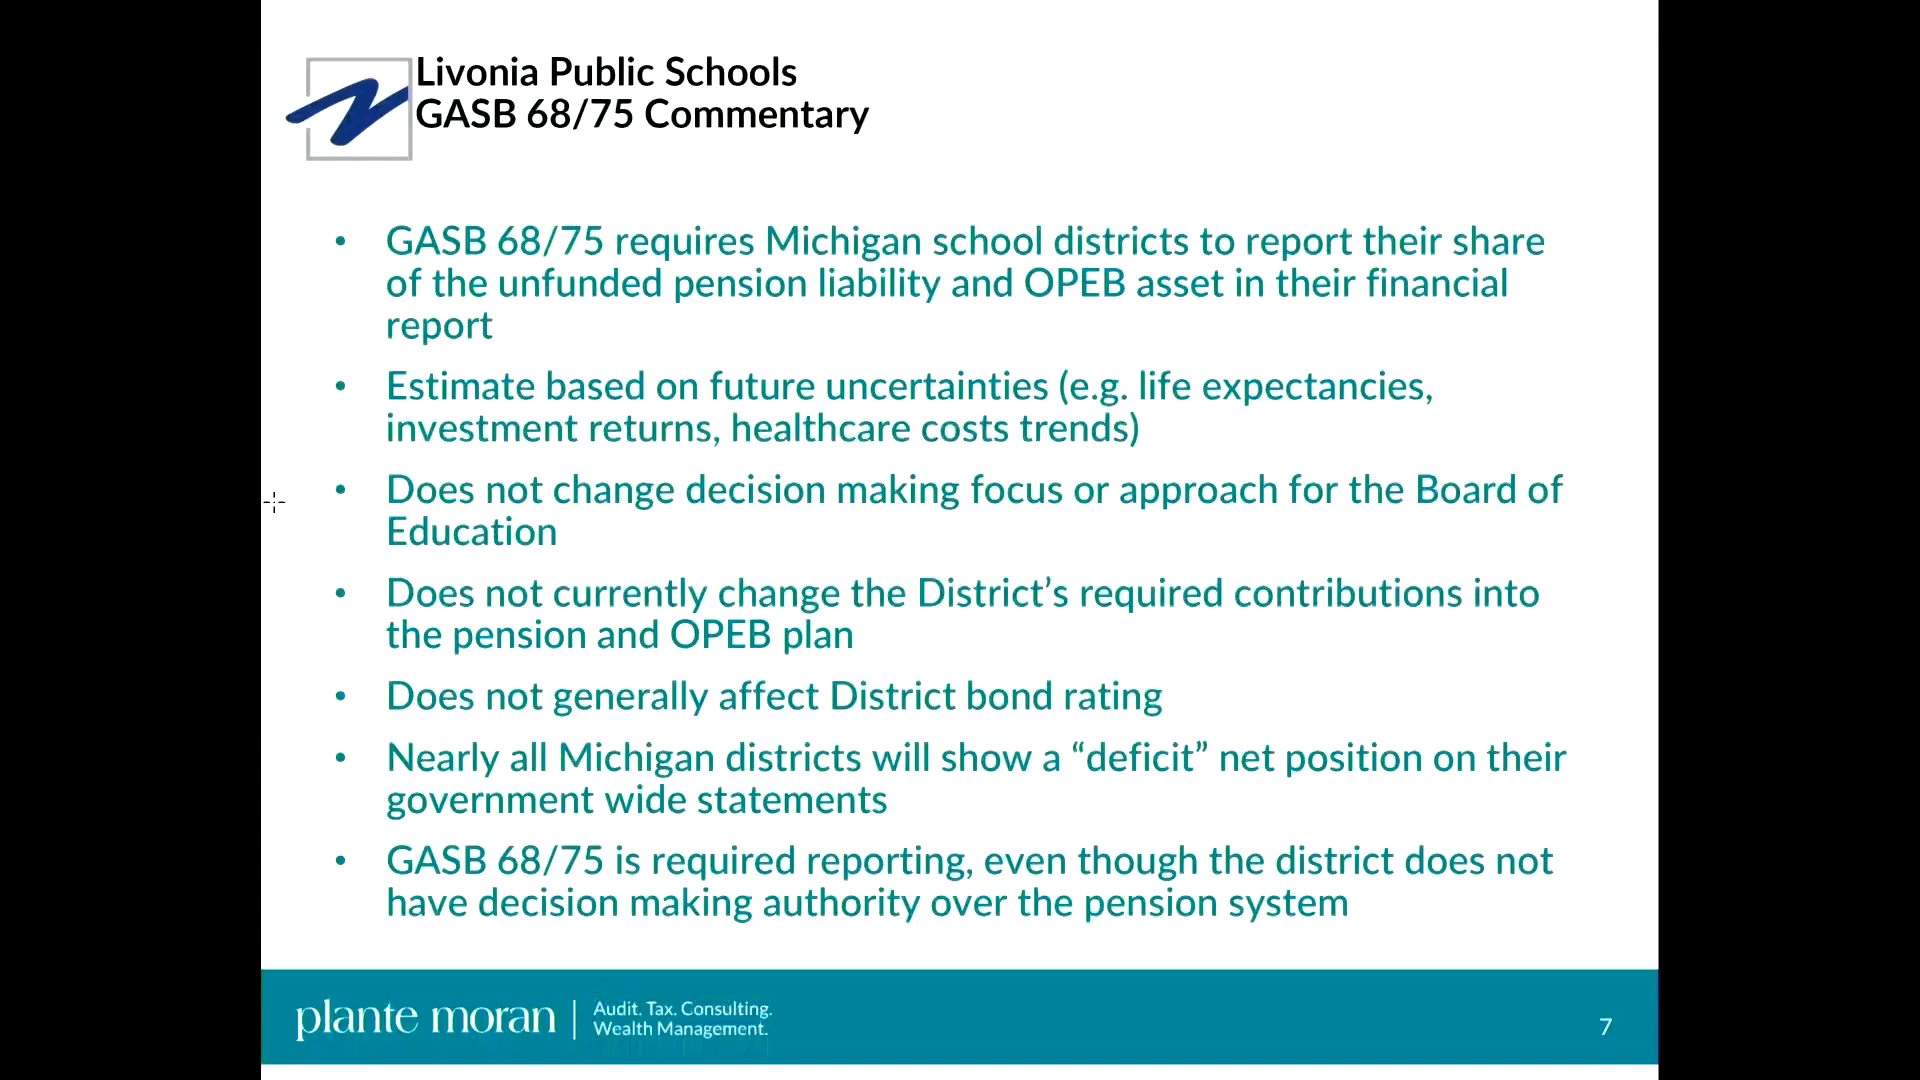 Livonia Public Schools
GASB 68/75 Commentary
• GASB 68/75 requires Michigan school districts to report their share
of the unfunded pension liability and OPEB asset in their financial
report
• Estimate based on future uncertainties (e.g. life expectancies,
investment returns, healthcare costs trends)
• Does not change decision making focus or approach for the Board of
Education
• Does not currently change the District’s required contributions into
the pension and OPEB plan
• Does not generally affect District bond rating
• Nearly all Michigan districts will show a “deficit” net position on their
government wide statements
• GASB 68/75 is required reporting, even though the district does not
have decision making authority over the pension system
plante moran
Audit. Tax. Consulting.
Wealth Management.
7